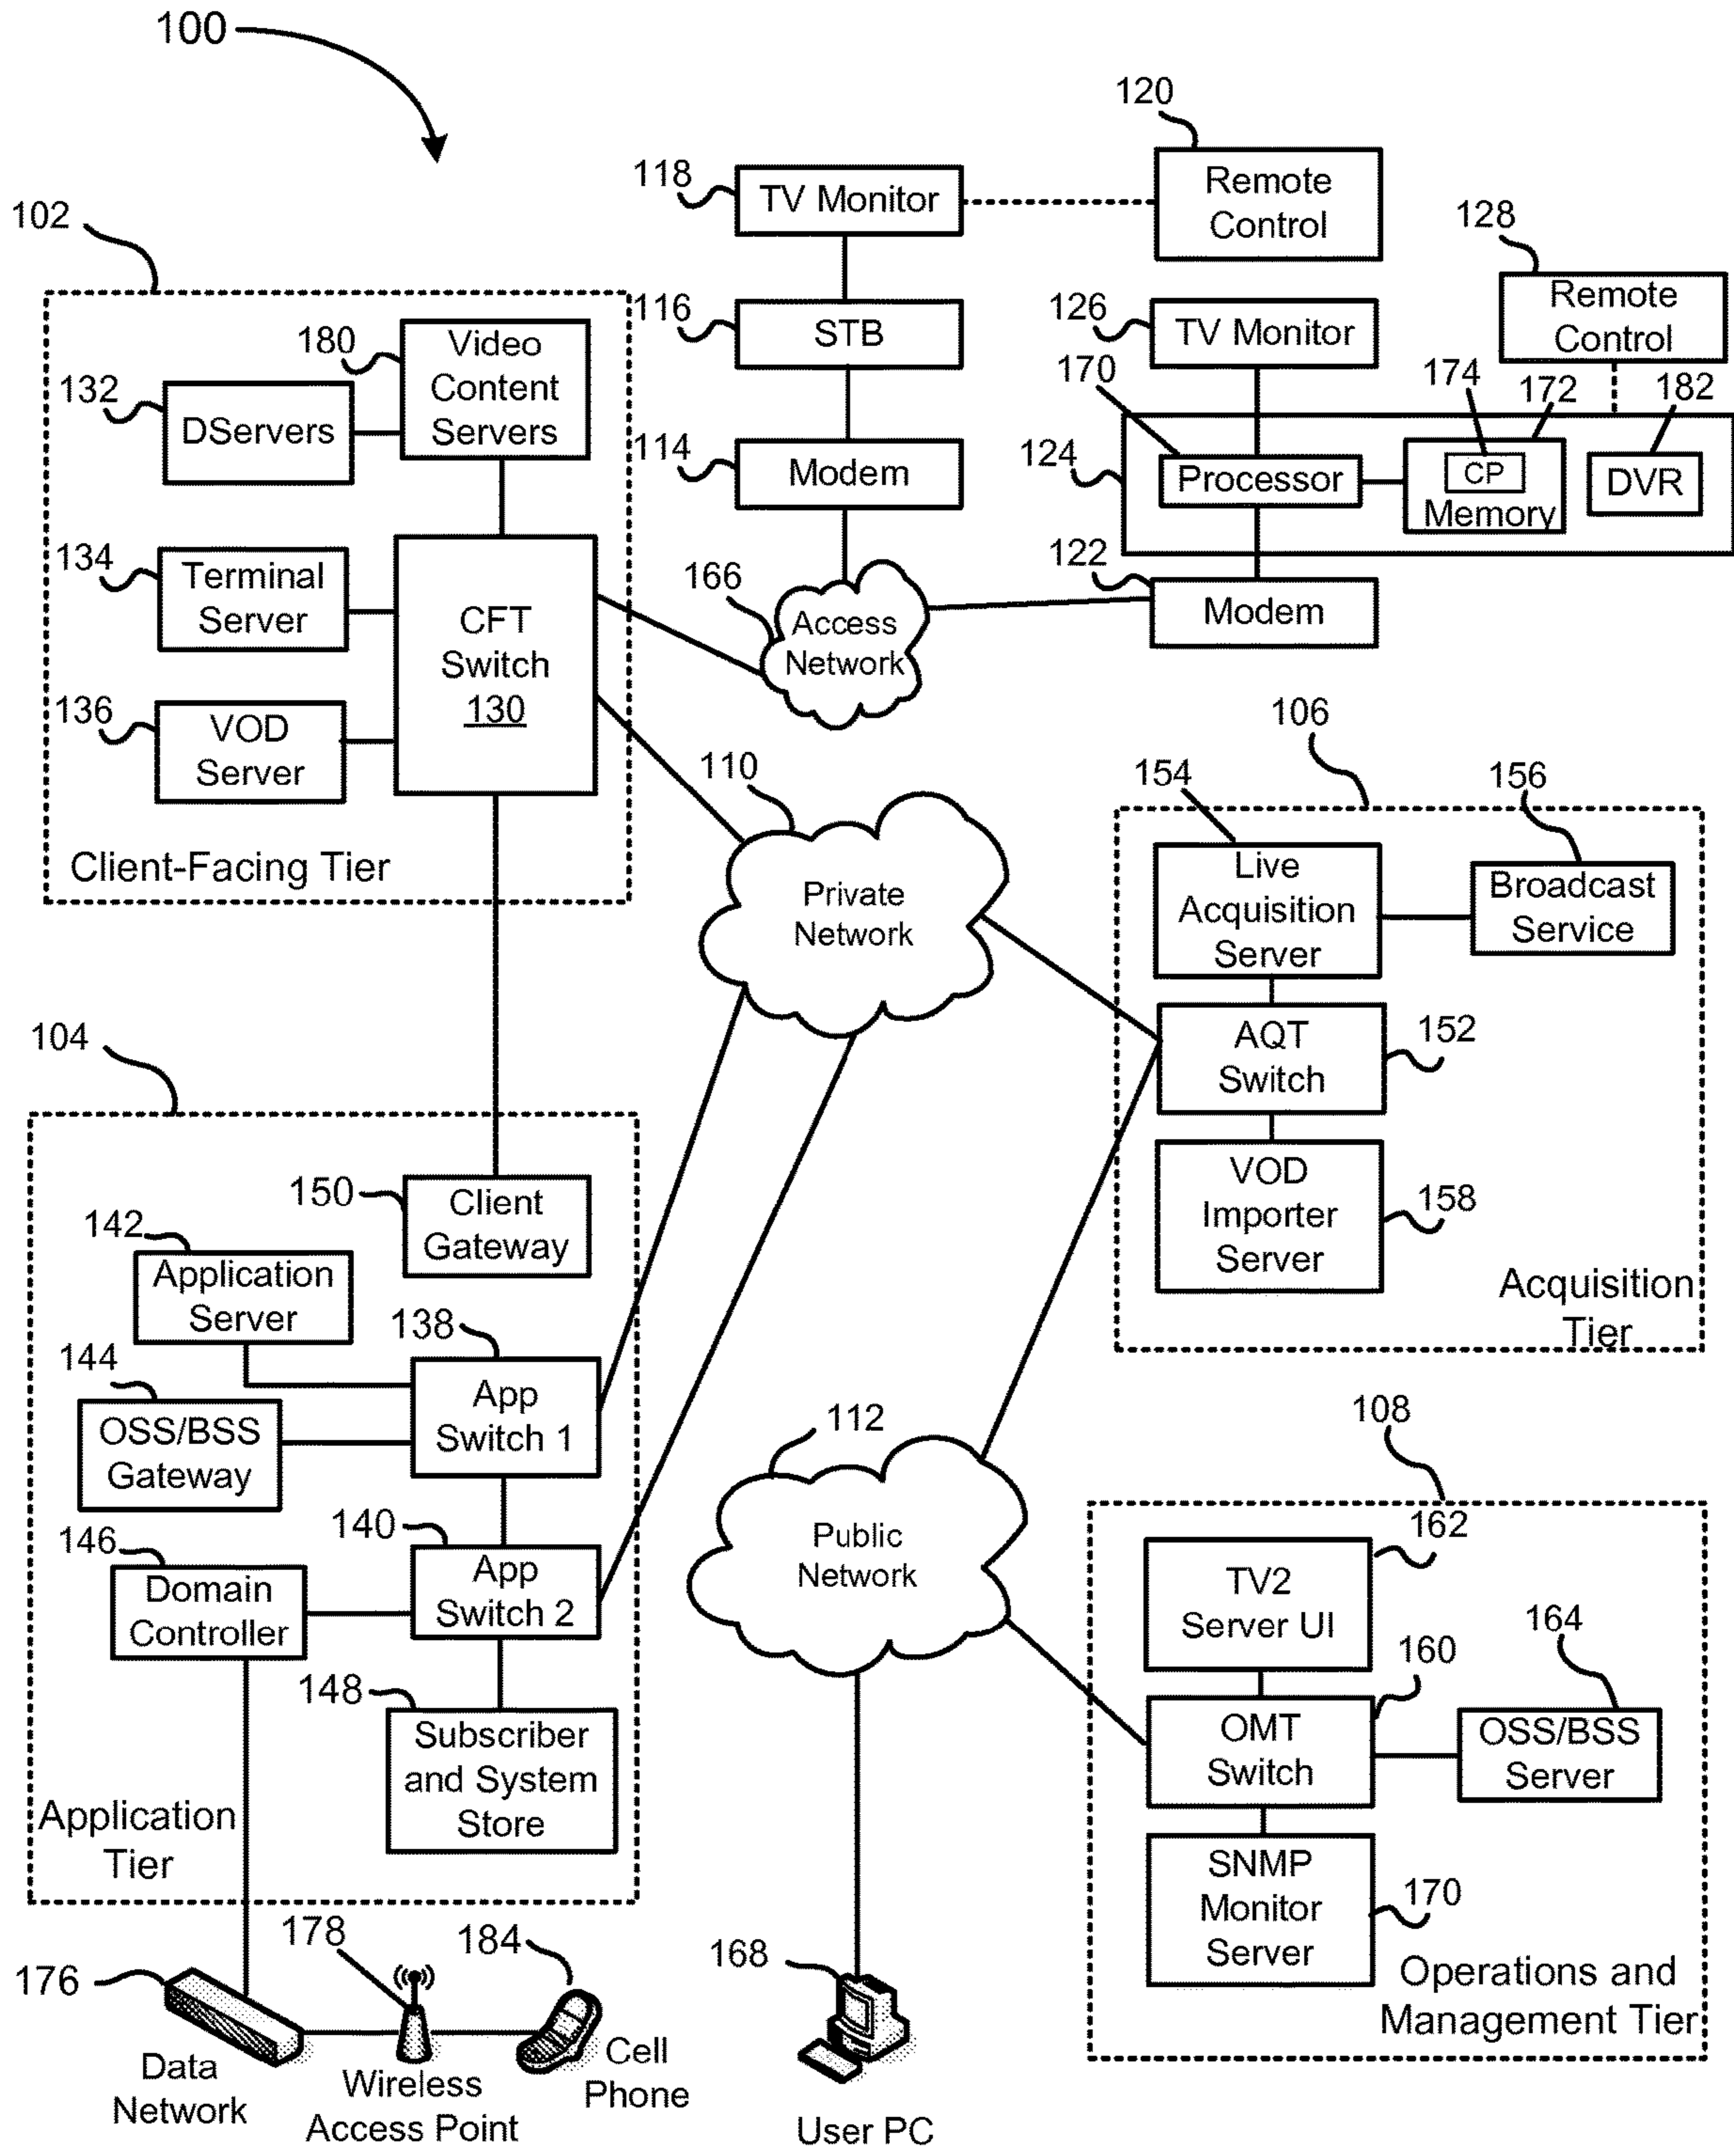 100
120
118
TV Monitor
Remote
Control
102
128
Remote
Control
116
STB
126
TV Monitor
180
Video
Content
Servers
132
DServers
170
174
172
182
114
Modem
124
Processor
CP
Memory
DVR
134
Terminal
Server
CFT
Switch
130
166
Access
Network
122
Modem
136
VOD
Server
Client-Facing Tier
110
Private
Network
106
154
156
Live
Acquisition
Server
Broadcast
Service
AQT
Switch
152
VOD
Importer
Server
158
Acquisition
Tier
104
150
Client
Gateway
142
Application
Server
138
App
Switch 1
144
OSS/BSS
Gateway
140
App
Switch 2
146
Domain
Controller
148
Subscriber
and System
Store
Application
Tier
112
Public
Network
108
162
TV2
Server UI
164
160
OMT
Switch
OSS/BSS
Server
SNMP
Monitor
Server
170
Operations and
Management Tier
176
Data
Network
178
Wireless
Access Point
184
Cell
Phone
168
User PC